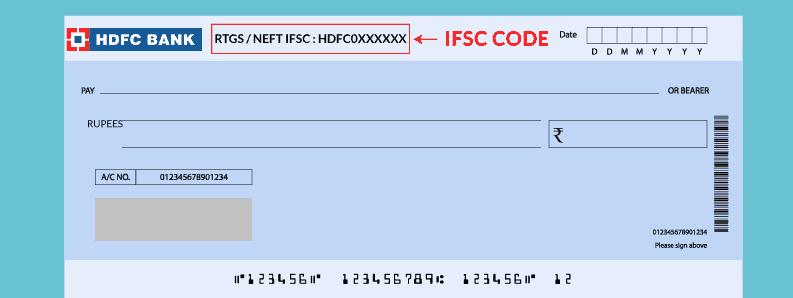 HDFC BANK
RTGS / NEFT IFSC : HDFC0XXXXXX
IFSC CODE
Date
D D M M Y Y Y Y
PAY
OR BEARER
RUPEES
₹
A/C NO. 012345678901234
012345678901234
Please sign above
⑈123456⑈ 123456789⑆ 123456⑈ 12